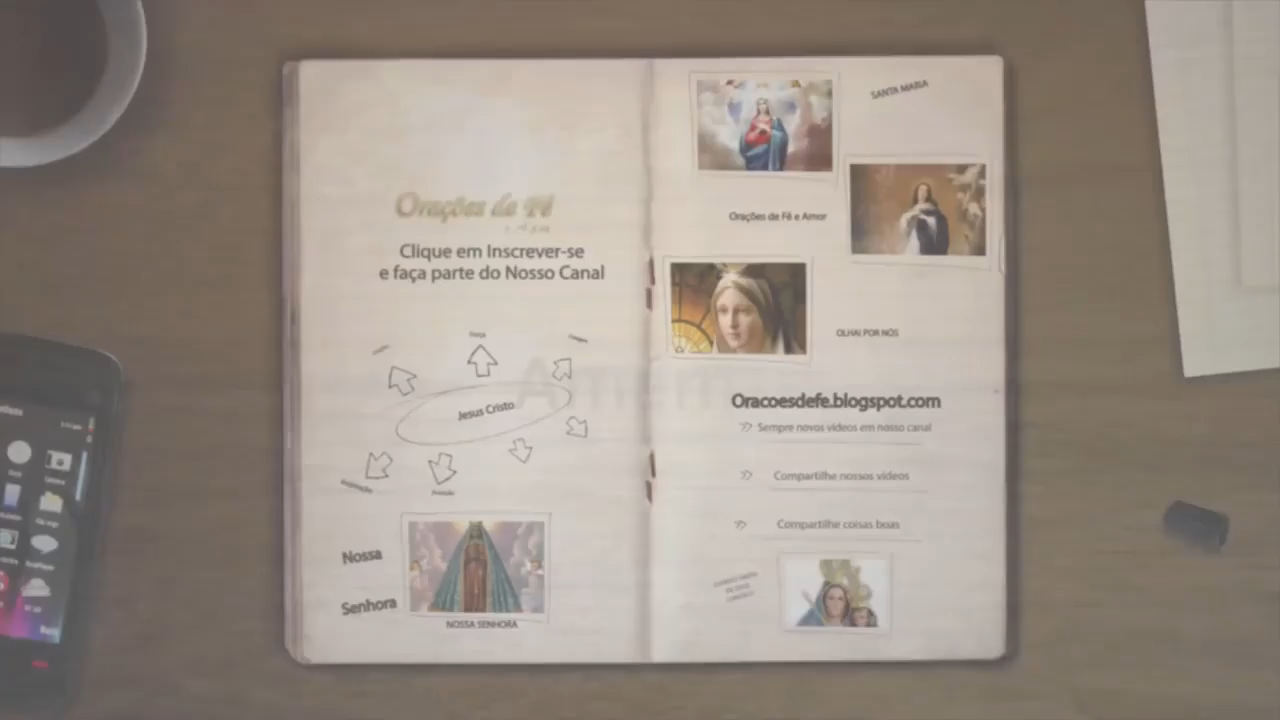 Orações de Fé
Clique em Inscrever-se
e faça parte do Nosso Canal
Força
Jesus Cristo
Nossa
Senhora
NOSSA SENHORA
SANTA MARIA
Orações de Fé e Amor
OLHAI POR NÓS
Amém
Oracoesdefe.blogspot.com
Sempre novos vídeos em nosso canal
Compartilhe nossos vídeos
Compartilhe coisas boas